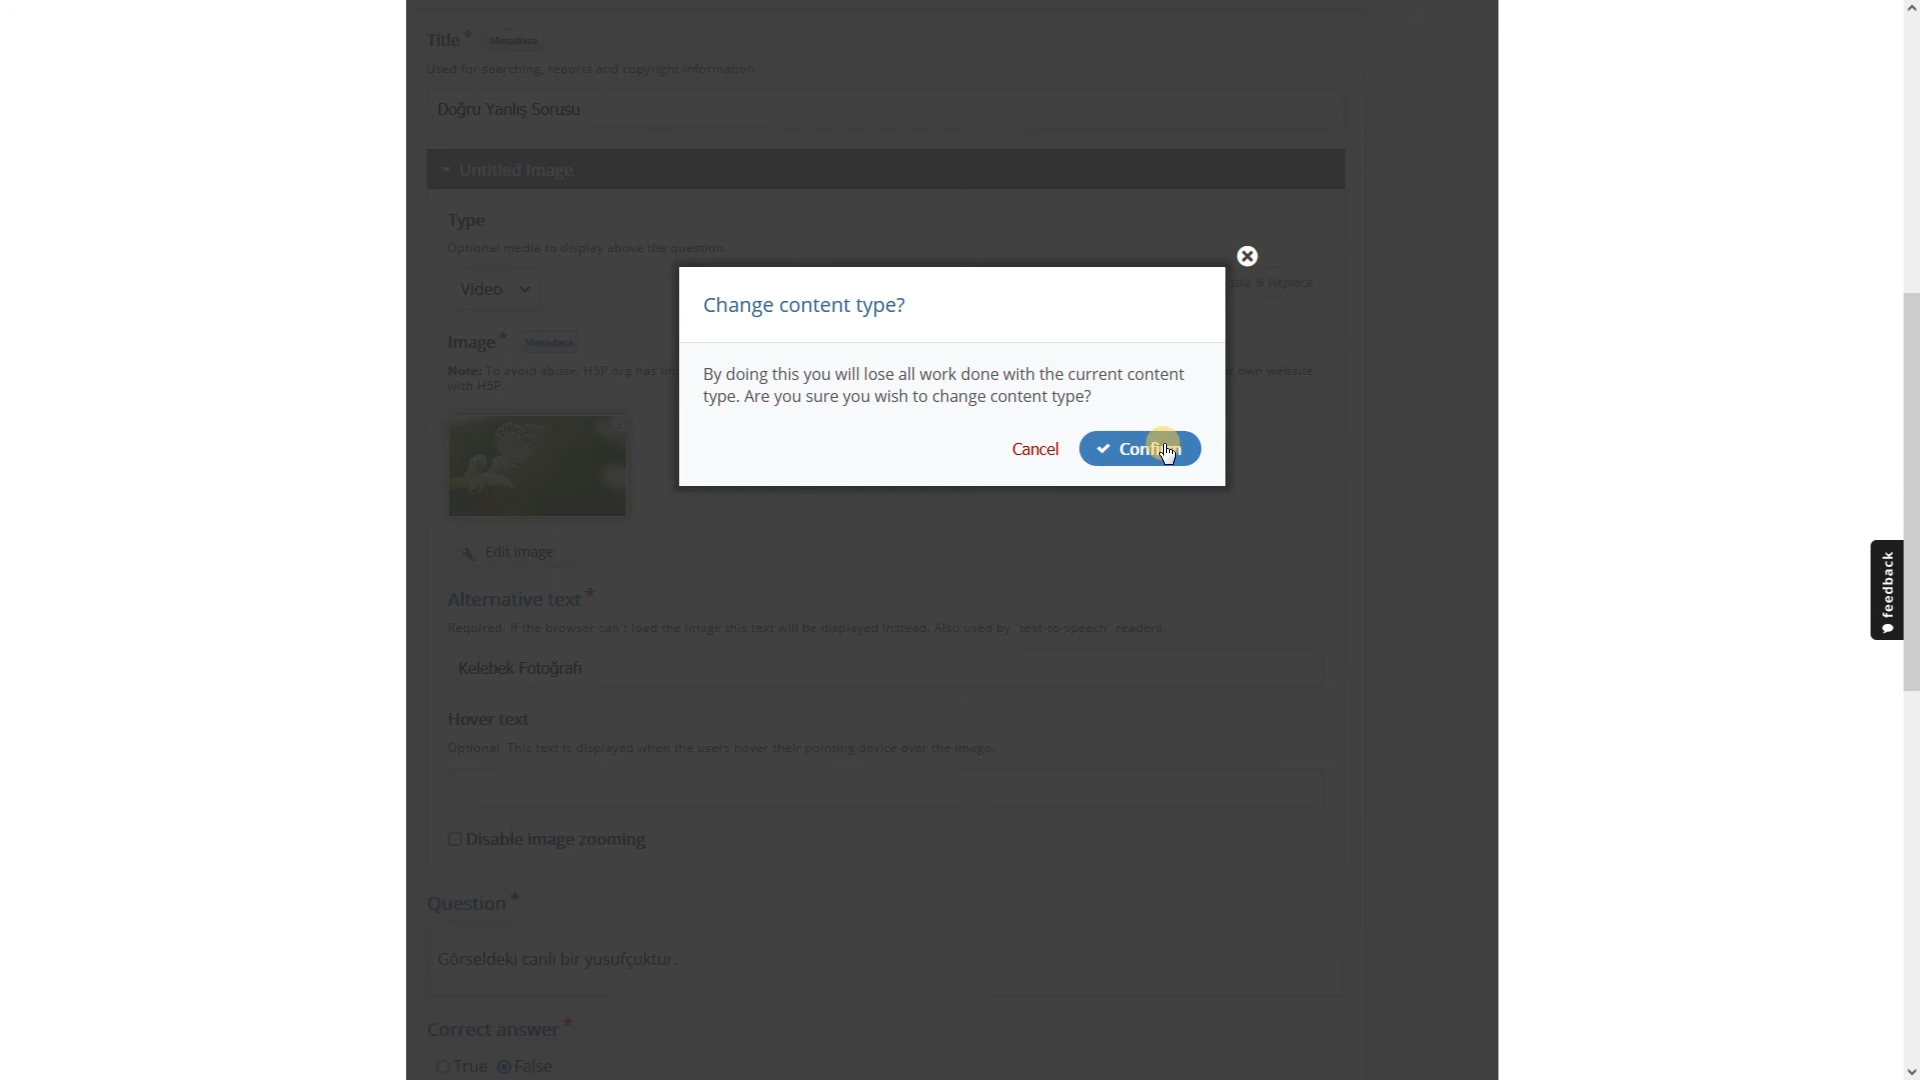 Title * Metadata
Used for searching, reports and copyright information
Doğru Yanlış Sorusu
Untitled Image
Type
Optional media to display above the question.
Video
& Replace
Change content type?
By doing this you will lose all work done with the current content
type. Are you sure you wish to change content type?
Cancel
Confirm
Image * Metadata
Note: To avoid abuse, H5P.org has own website
with H5P.
Edit image
Alternative text *
Required. If the browser can't load the image this text will be displayed instead. Also used by "text-to-speech" readers.
Kelebek Fotoğrafı
Hover text
Optional. This text is displayed when the users hover their pointing device over the image.
Disable image zooming
Question *
Görseldeki canlı bir yusufçuktur.
Correct answer *
True False
feedback